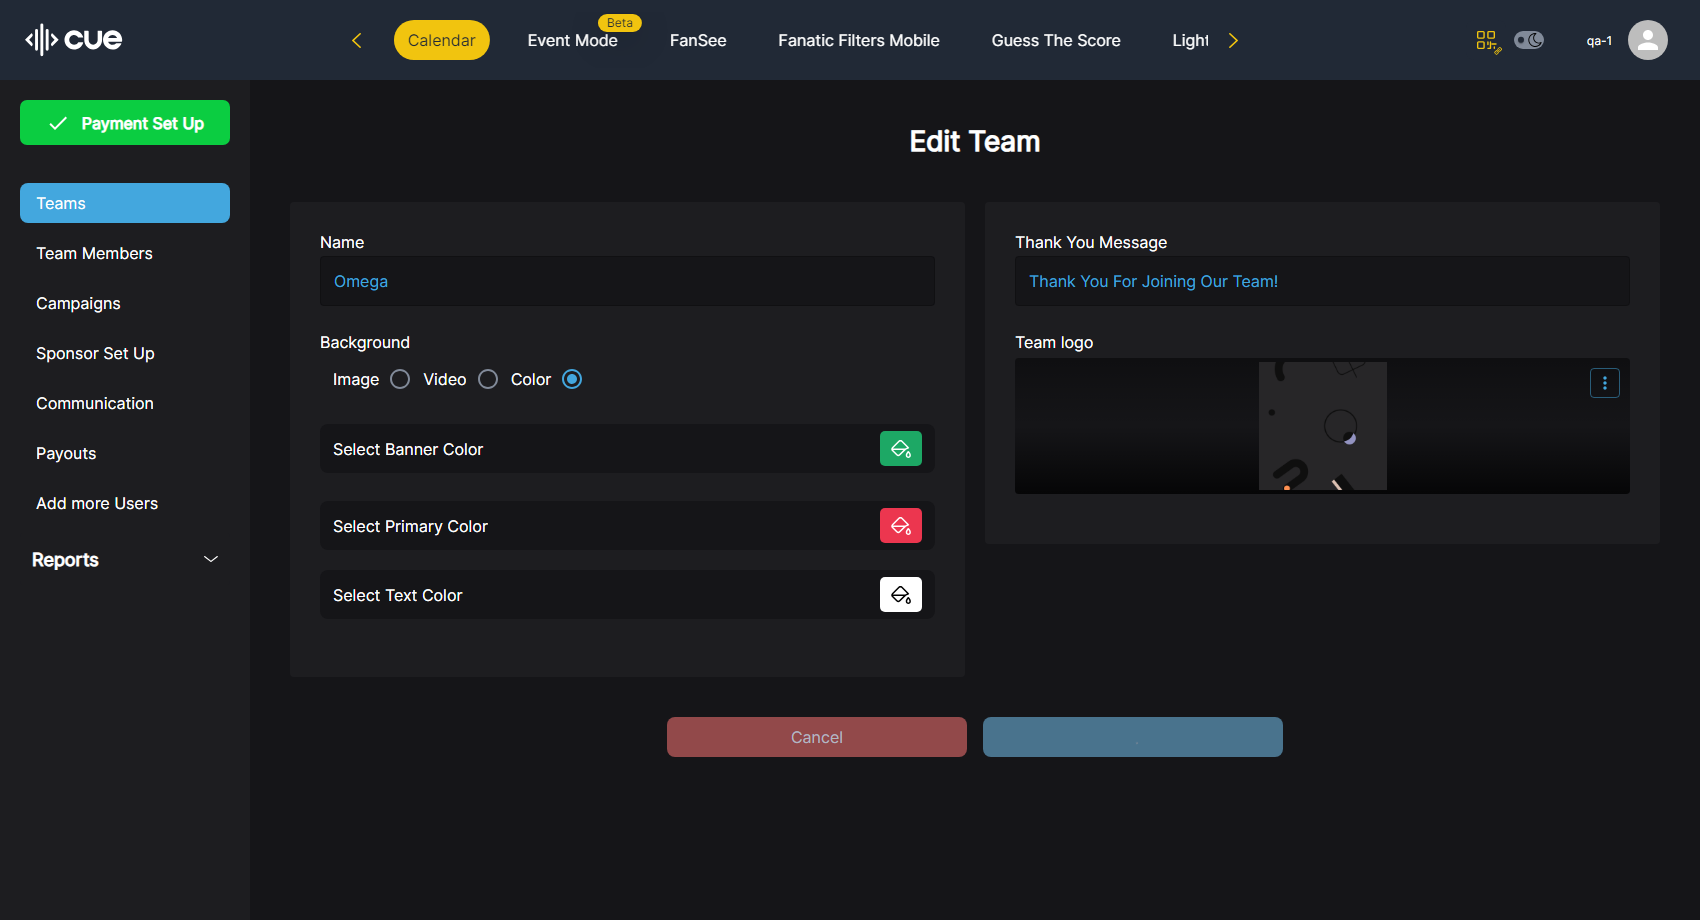 cue
Calendar
Beta
Event Mode
FanSee
Fanatic Filters Mobile
Guess The Score
Light
qa-1
Payment Set Up
Teams
Team Members
Campaigns
Sponsor Set Up
Communication
Payouts
Add more Users
Reports
Edit Team
Name
Omega
Background
Image
Video
Color
Select Banner Color
Select Primary Color
Select Text Color
Thank You Message
Thank You For Joining Our Team!
Team logo
Cancel